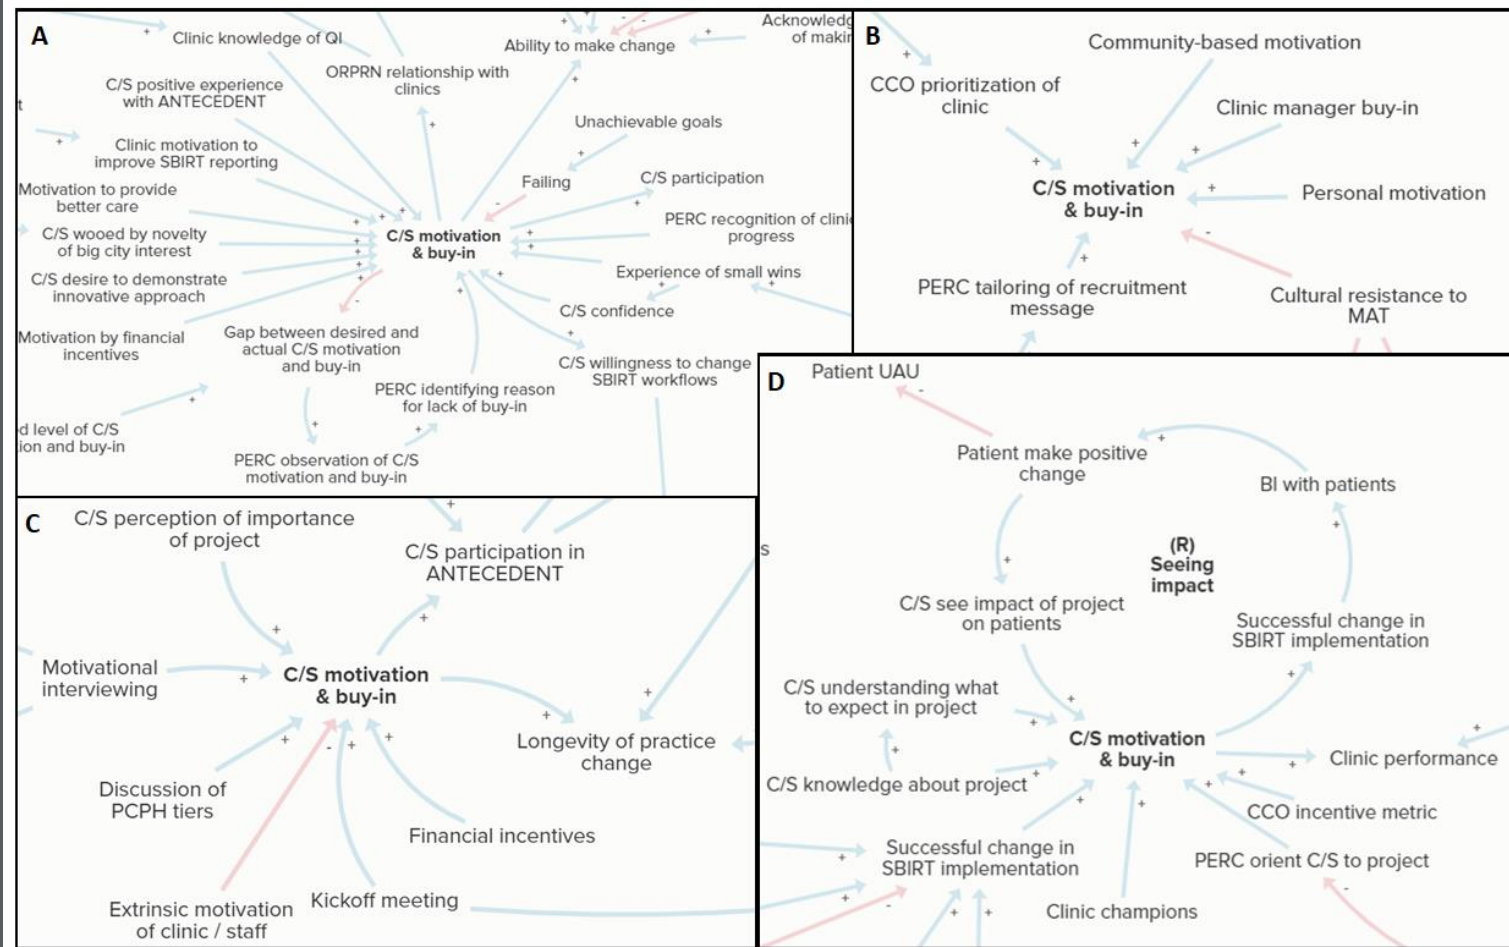 A
Clinic knowledge of QI
C/S positive experience
with ANTECEDENT
ORPRN relationship with
clinics
Ability to make change
Acknowledg
of makin
Unachievable goals
t
Clinic motivation to
improve SBIRT reporting
Failing
C/S participation
Motivation to provide
better care
PERC recognition of clinic
progress
C/S wooed by novelty
of big city interest
C/S motivation
& buy-in
Experience of small wins
C/S desire to demonstrate
innovative approach
C/S confidence
Motivation by financial
incentives
Gap between desired and
actual C/S motivation
and buy-in
C/S willingness to change
SBIRT workflows
PERC identifying reason
for lack of buy-in
d level of C/S
ion and buy-in
PERC observation of C/S
motivation and buy-in
B
Community-based motivation
CCO prioritization of
clinic
Clinic manager buy-in
C/S motivation
& buy-in
Personal motivation
PERC tailoring of recruitment
message
Cultural resistance to
MAT
C
C/S perception of importance
of project
C/S participation in
ANTECEDENT
s
Motivational
interviewing
C/S motivation
& buy-in
Longevity of practice
change
Discussion of
PCPH tiers
Financial incentives
Extrinsic motivation
of clinic / staff
Kickoff meeting
D
Patient UAU
Patient make positive
change
BI with patients
(R)
Seeing
impact
C/S see impact of project
on patients
Successful change in
SBIRT implementation
C/S understanding what
to expect in project
C/S motivation
& buy-in
Clinic performance
C/S knowledge about project
CCO incentive metric
Successful change in
SBIRT implementation
PERC orient C/S to project
Clinic champions